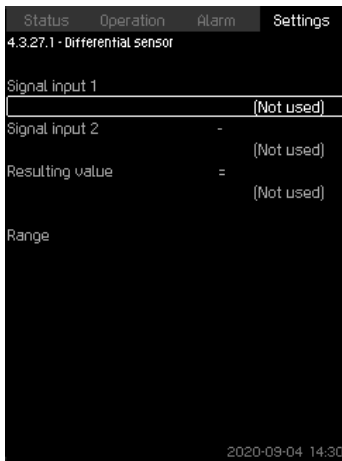 Status Operation Alarm Settings
4.3.27.1 - Differential sensor
Signal input 1
(Not used)
Signal input 2 -
(Not used)
Resulting value =
(Not used)
Range
2020-09-04 14:30